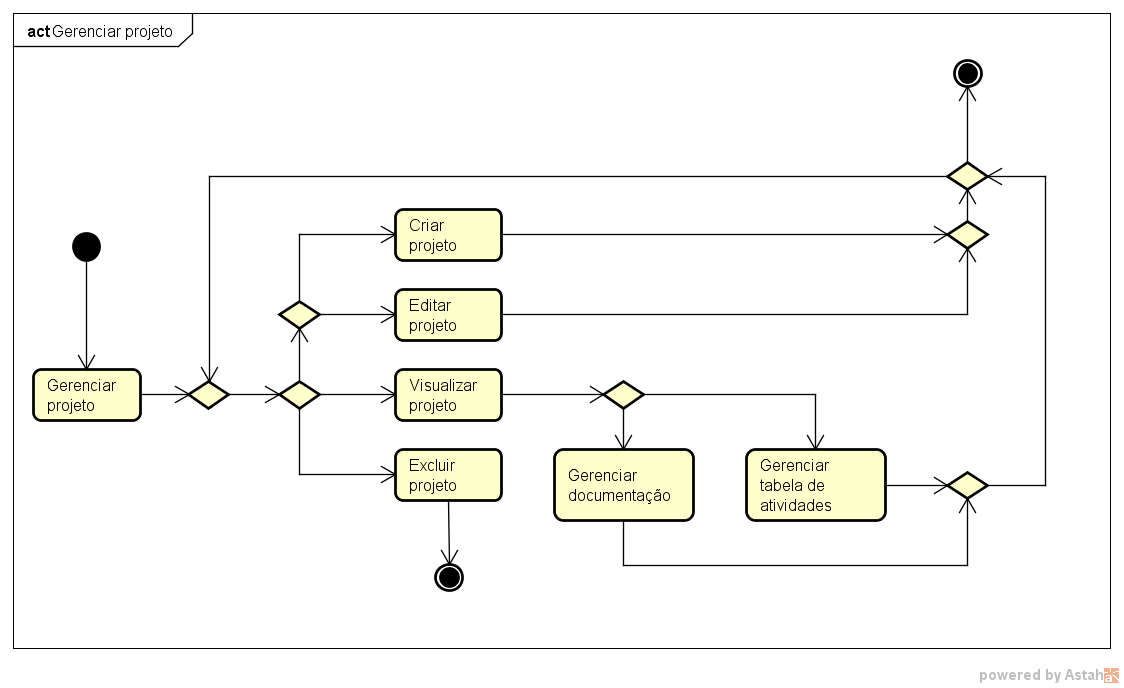 act Gerenciar projeto
Criar
projeto
Editar
projeto
Gerenciar
projeto
Visualizar
projeto
Excluir
projeto
Gerenciar
documentação
Gerenciar
tabela de
atividades
powered by Astah